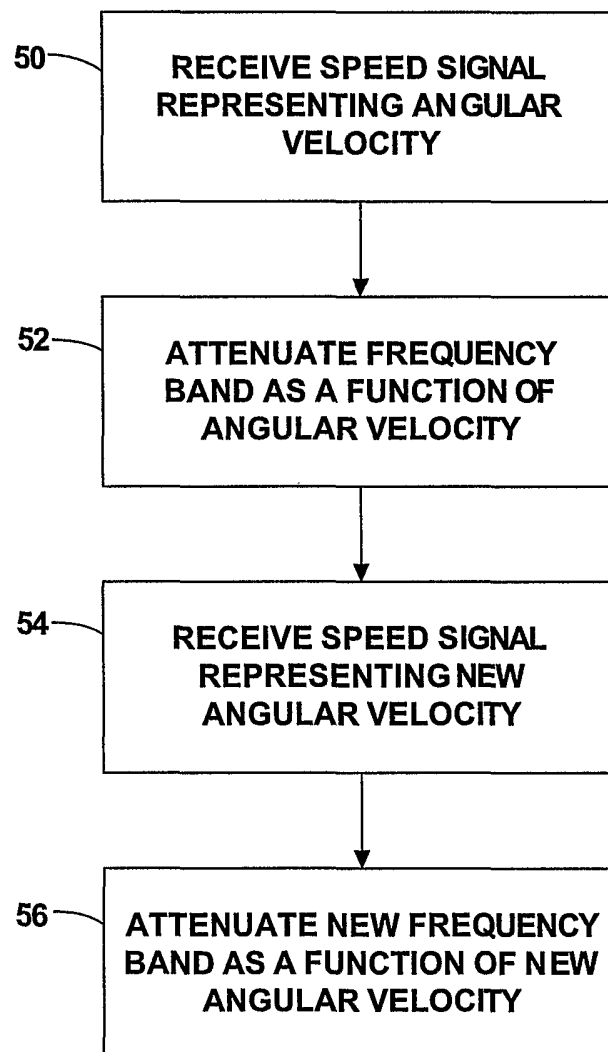 50
RECEIVE SPEED SIGNAL
REPRESENTING ANGULAR
VELOCITY
52
ATTENUATE FREQUENCY
BAND AS A FUNCTION OF
ANGULAR VELOCITY
54
RECEIVE SPEED SIGNAL
REPRESENTING NEW
ANGULAR VELOCITY
56
ATTENUATE NEW FREQUENCY
BAND AS A FUNCTION OF NEW
ANGULAR VELOCITY